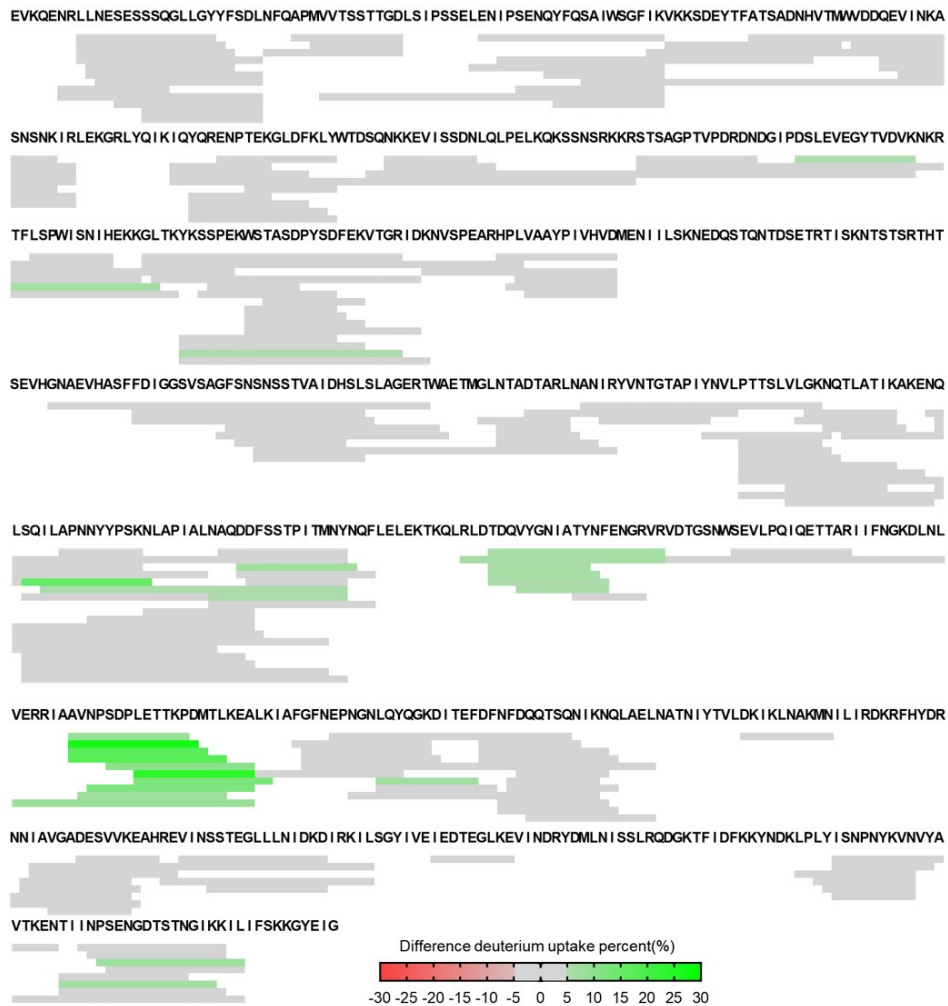 EVKQENRLLNESESSSQGLLGYYFSDLNFQAPMVVTSSTTGDLSIPSSELENIPSENQYFQSAIWSGFIKVKKSDEYTFATSADNHVTMWVDDQEVINKA
SNSNKIRLEKGRLYQIKIQYQRENPTEKGLDFKLYWTDSQNKKEVISSDNLQLPELKQKSSNSRKKRSTSAGPTVPDRDNDGIPDSLEVEGYTVDVKNKR
TFLSPWISNIHEKKGLTKYKSSPEKWSTASDPYSDFEKVTGRIDKNVSPEARHPLVAAYPIVHVDMENIILSKNEDQSTQNTDSETRTISKNTSTSRTHT
SEVHGNAEVHASFFDIGGSVSAGFSNSNSSTVAIDHSLSLAGERTWAETMGLNTADTARLNANIRYVNTGTAPIYNVLPTTSLVLGKNQTLATIKAKENQ
LSQILAPNNYYPSKNLAPIALNAQDDFSSTPITMNYNQFLELEKTKQLRLDTDQVYGNIATYNFENGRVRVDTGSNWSEVLPQIQETTARIIFNGKDLNL
VERRIAAVNPSDPLETTKPDMTLKEALKIAFGFNEPNGNLQYQGKDITEFDFNFDQQTSQNIKNQLAELNATNIYTVLDKIKLNAKMNILIRDKRFHYDR
NNIAVGADESVVKEAHREVINSSTEGLLLNIDKDIRKILSGYIVEIEDTEGLKEVINDRYDMLNISSLRQDGKTFIDFKKYNDKLPLYISNPNYKVNVYA
VTKENTIINPSENGDTSTNGIKKILIFSKKGYEIG
Difference deuterium uptake percent(%)
-30 -25 -20 -15 -10 -5 0 5 10 15 20 25 30